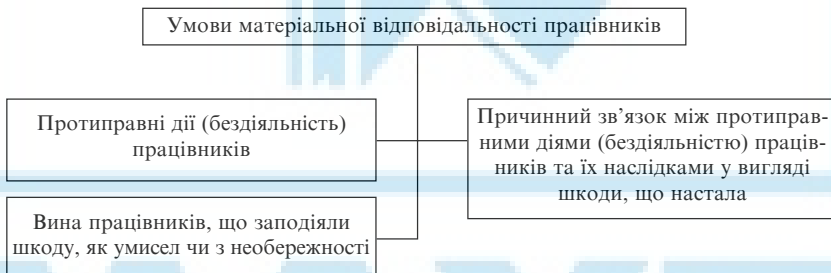 Умови матеріальної відповідальності працівників
Протиправні дії (бездіяльність)
працівників
Причинний зв'язок між протиправ-
ними діями (бездіяльністю) праців-
ників та їх наслідками у вигляді
шкоди, що настала
Вина працівників, що заподіяли
шкоду, як умисел чи з необережності